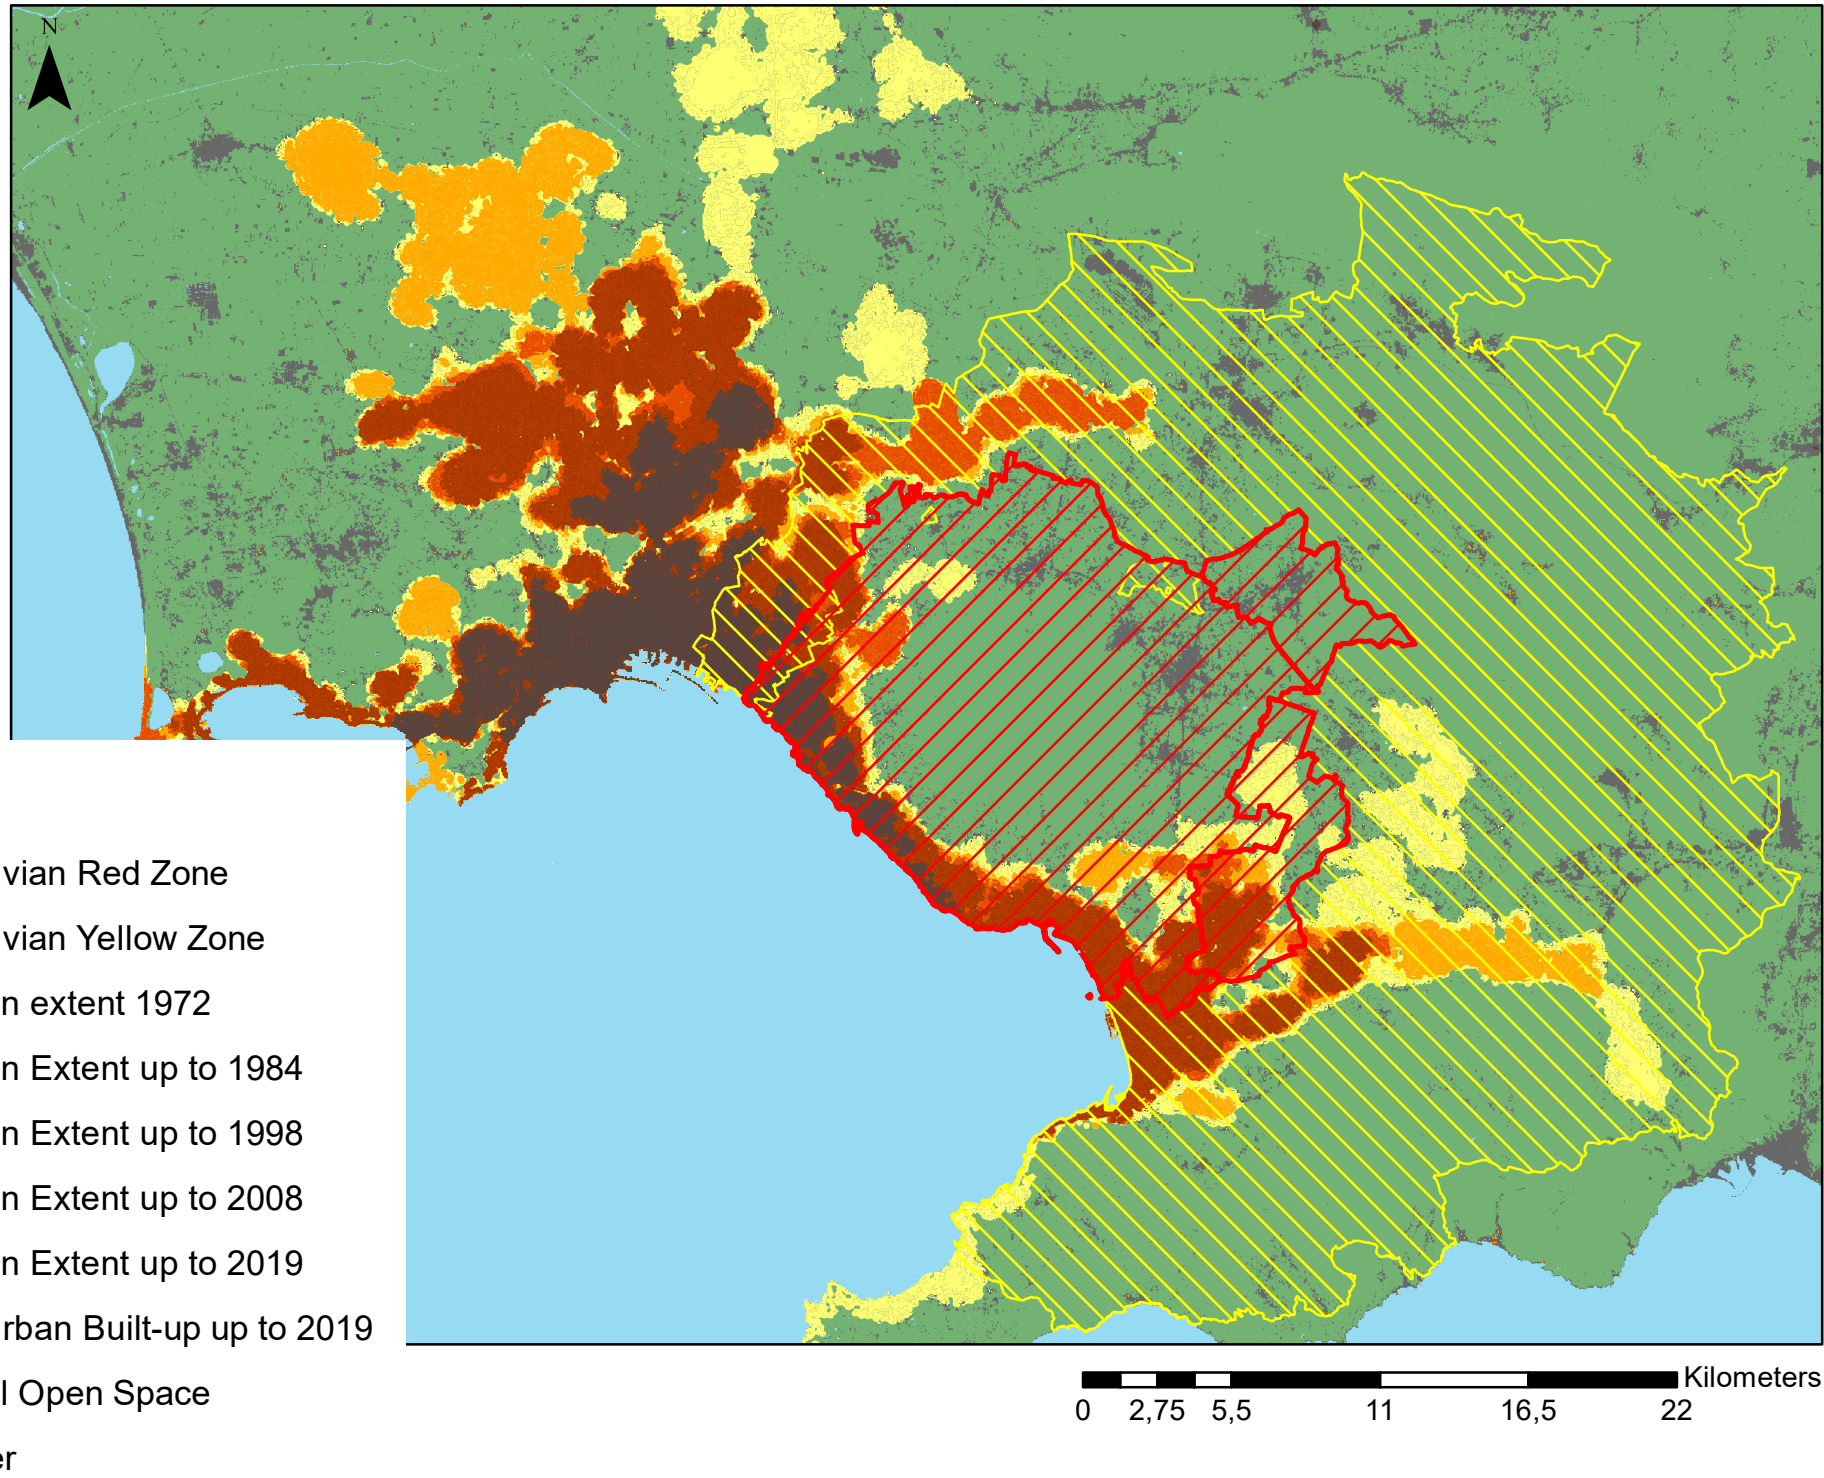 N
vian Red Zone
vian Yellow Zone
n extent 1972
n Extent up to 1984
n Extent up to 1998
n Extent up to 2008
n Extent up to 2019
rban Built-up up to 2019
l Open Space
er
Kilometers
0 2,75 5,5 11 16,5 22